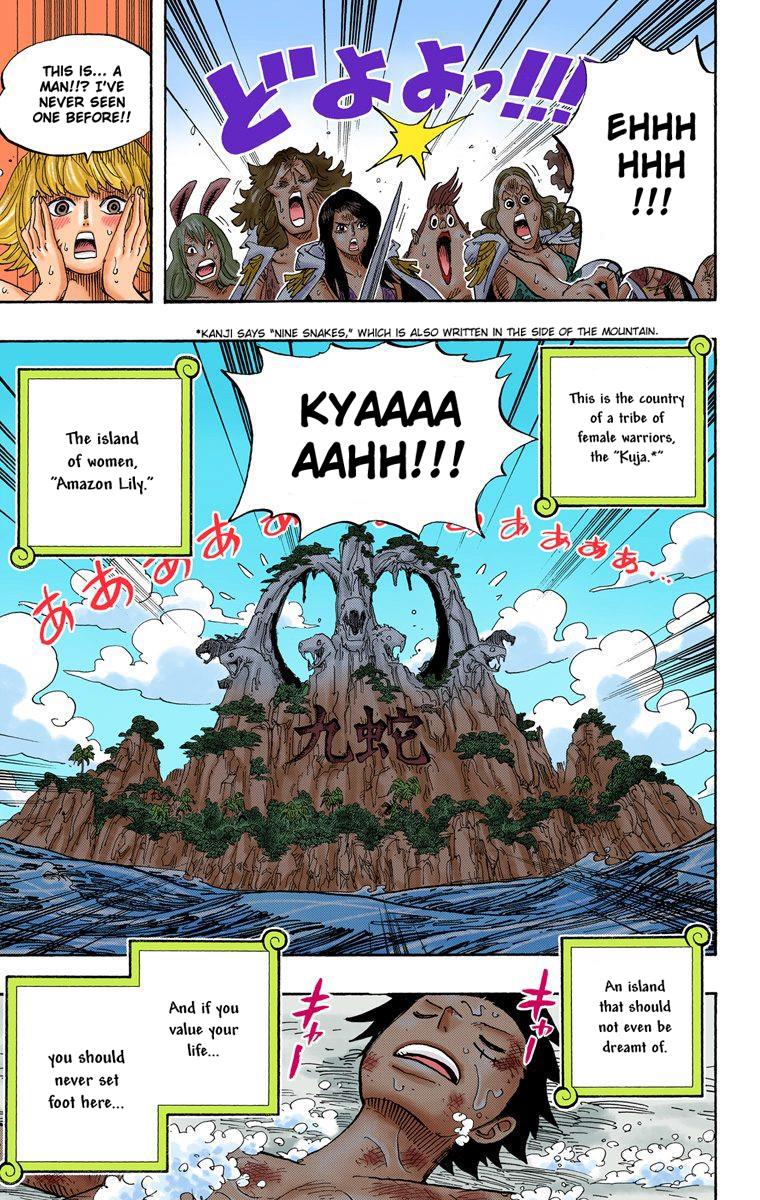 どよよっ!!!
EHHH
HHH
!!!
THIS IS... A
MAN!!? I'VE
NEVER SEEN
ONE BEFORE!!
*KANJI SAYS "NINE SNAKES," WHICH IS ALSO WRITTEN IN THE SIDE OF THE MOUNTAIN.
This is the country
of a tribe of
female warriors,
the "Kuja.*"
KYAAAA
AAHH!!!
The island
of women,
"Amazon Lily."
ああああああああああああ...
九蛇
An island
that should
not even be
dreamt of.
キャー
キャー
And if you
value your
life...
you should
never set
foot here...